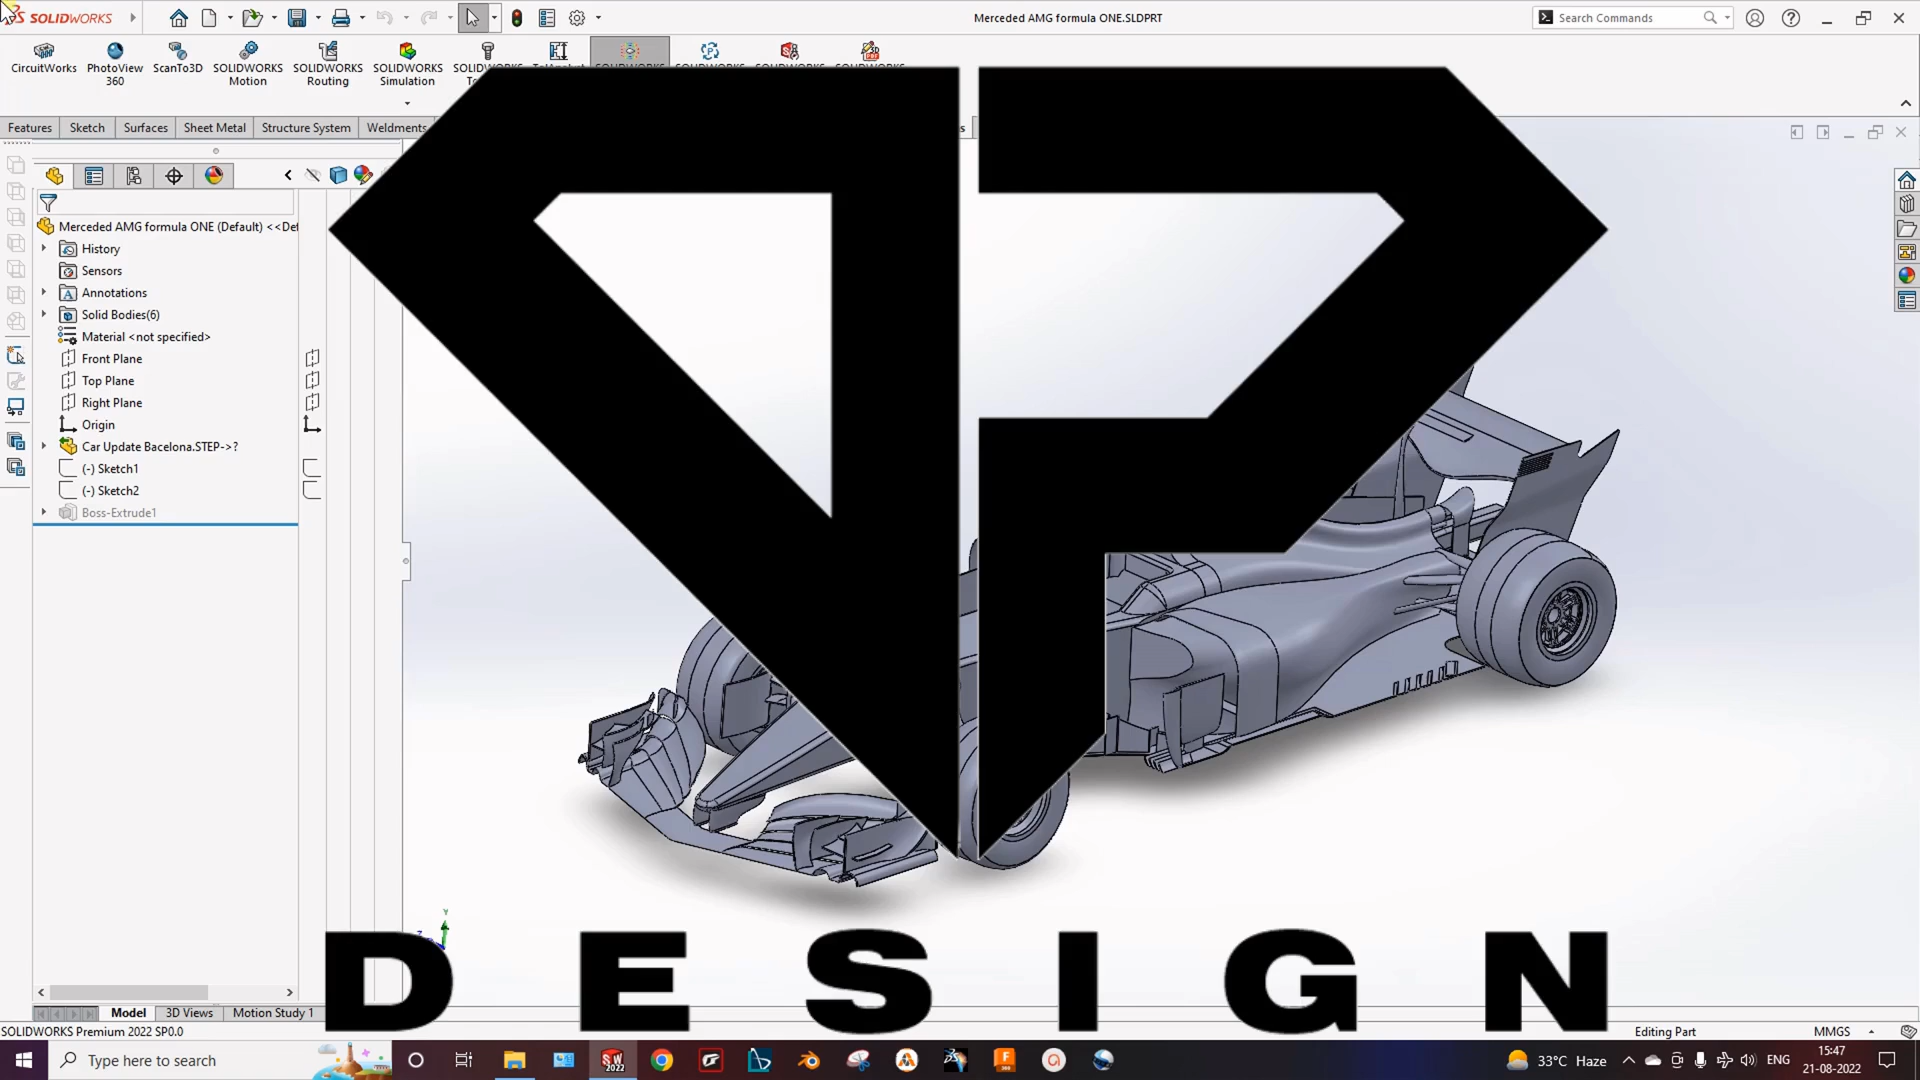 SOLIDWORKS
Merceded AMG formula ONE.SLDPRT
Search Commands
CircuitWorks
PhotoView 360
ScanTo3D
SOLIDWORKS Motion
SOLIDWORKS Routing
SOLIDWORKS Simulation
Features
Sketch
Surfaces
Sheet Metal
Structure System
Weldments
Merceded AMG formula ONE (Default) <<Def
History
Sensors
Annotations
Solid Bodies(6)
Material <not specified>
Front Plane
Top Plane
Right Plane
Origin
Car Update Bacelona.STEP->?
(-) Sketch1
(-) Sketch2
Boss-Extrude1
Y
DESIGN
Model
3D Views
Motion Study 1
SOLIDWORKS Premium 2022 SP0.0
Editing Part
MMGS
Type here to search
33°C Haze
ENG
15:47
21-08-2022